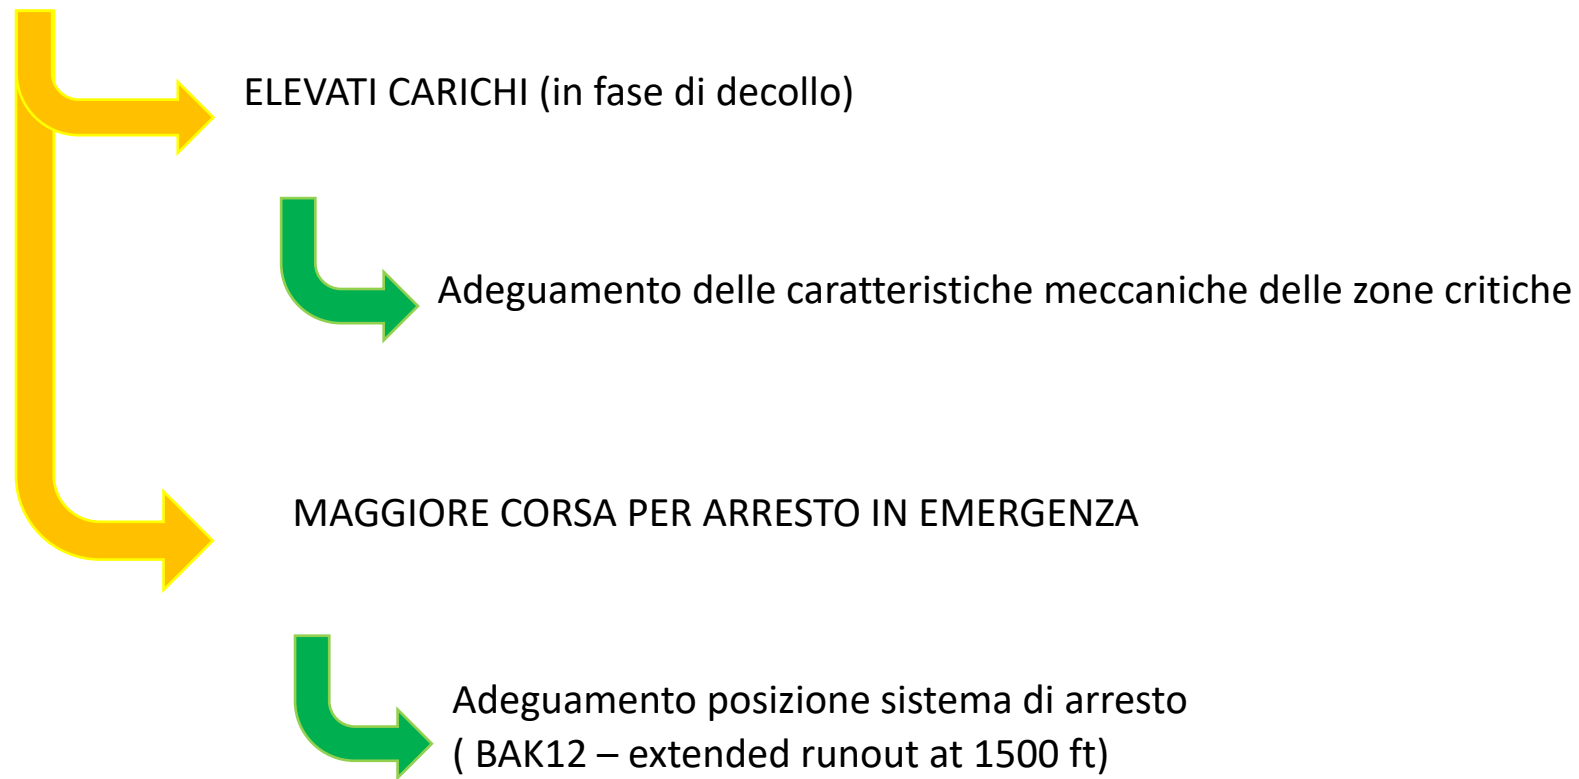 ELEVATI CARICHI (in fase di decollo)
Adeguamento delle caratteristiche meccaniche delle zone critiche
MAGGIORE CORSA PER ARRESTO IN EMERGENZA
Adeguamento posizione sistema di arresto
( BAK12 – extended runout at 1500 ft)